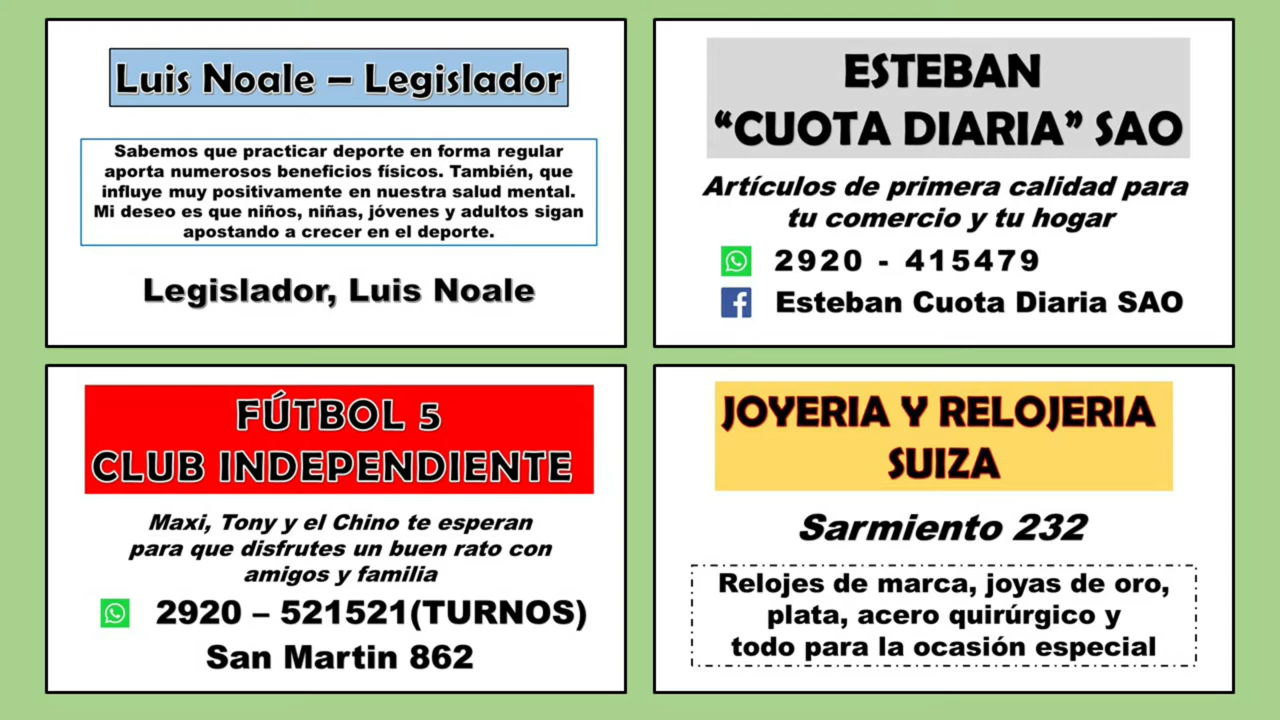 Luis Noale – Legislador
Sabemos que practicar deporte en forma regular
aporta numerosos beneficios físicos. También, que
influye muy positivamente en nuestra salud mental.
Mi deseo es que niños, niñas, jóvenes y adultos sigan
apostando a crecer en el deporte.
Legislador, Luis Noale
ESTEBAN
“CUOTA DIARIA” SAO
Artículos de primera calidad para
tu comercio y tu hogar
2920 - 415479
Esteban Cuota Diaria SAO
FÚTBOL 5
CLUB INDEPENDIENTE
Maxi, Tony y el Chino te esperan
para que disfrutes un buen rato con
amigos y familia
2920 – 521521(TURNOS)
San Martin 862
JOYERIA Y RELOJERIA
SUIZA
Sarmiento 232
Relojes de marca, joyas de oro,
plata, acero quirúrgico y
todo para la ocasión especial